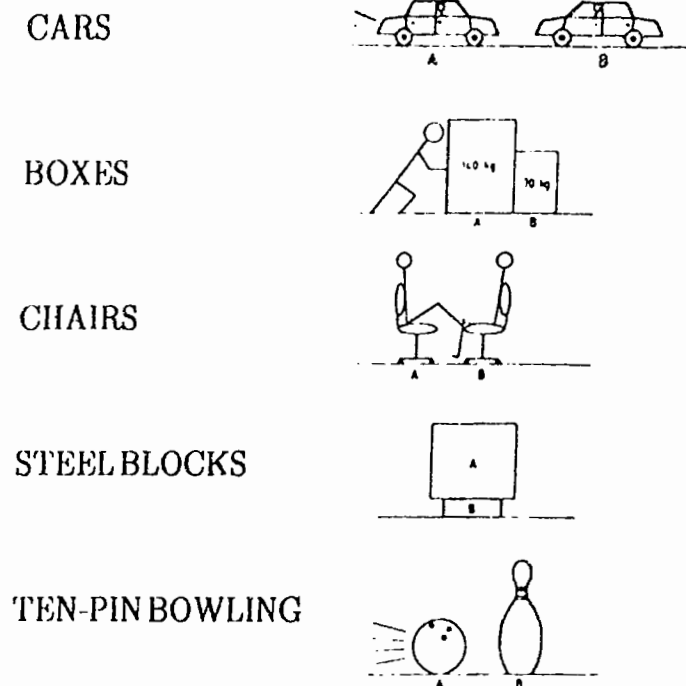 CARS
A B
BOXES
140 kg
70 kg
A B
CHAIRS
A B
STEEL BLOCKS
A
B
TEN-PIN BOWLING
A B